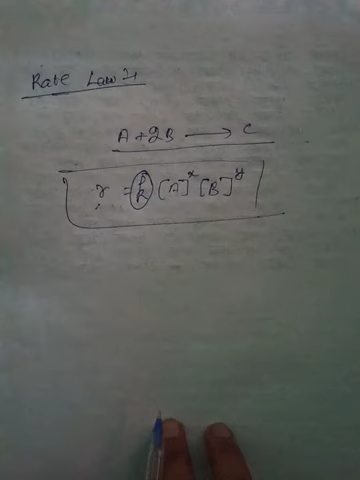 Rate Law :-
A + 2B ⟶ C
r = k [A]^x [B]^y